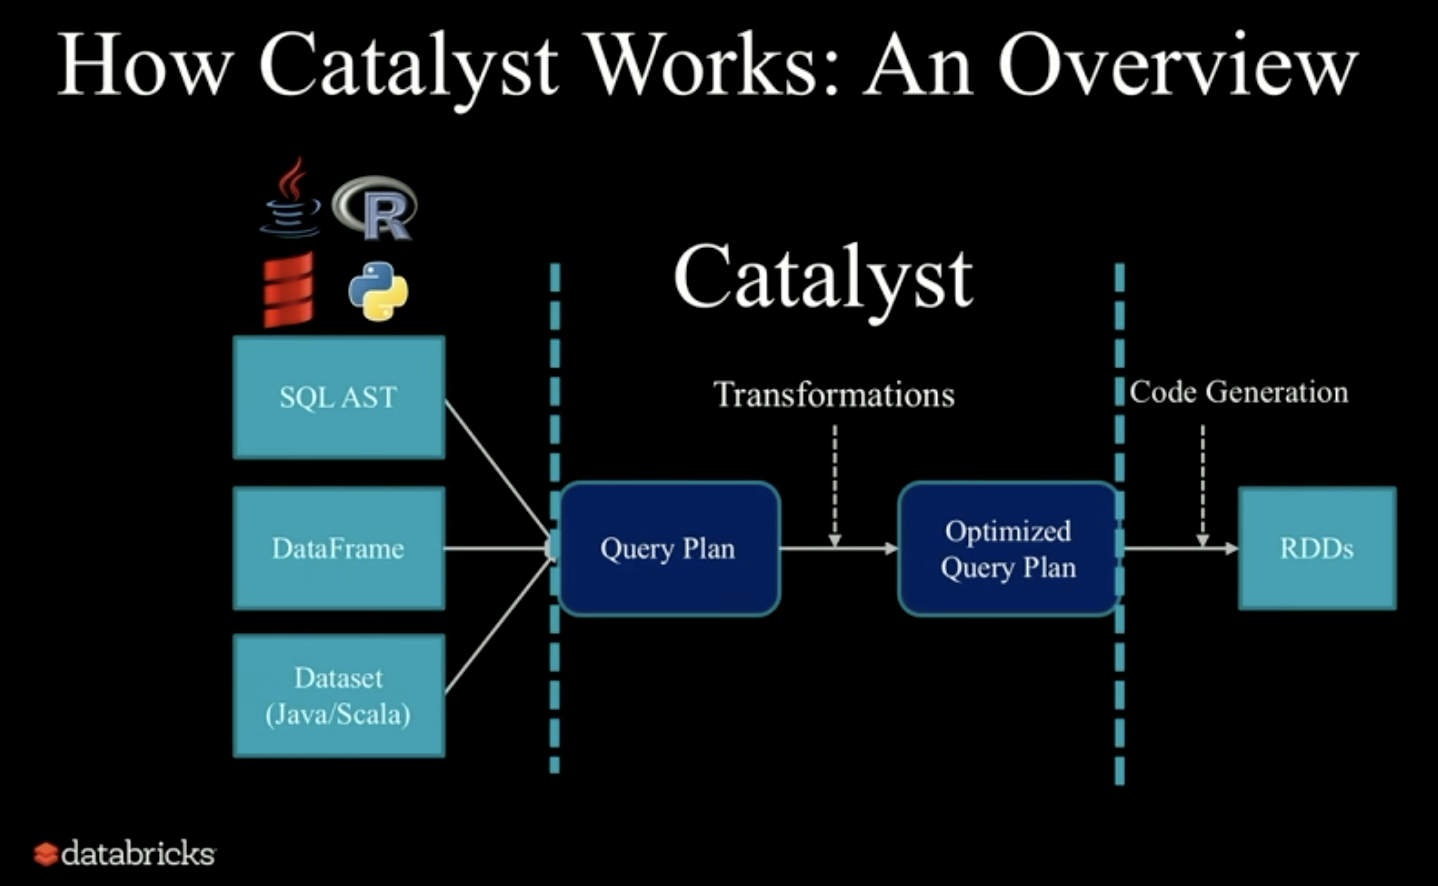 How Catalyst Works: An Overview
R
Catalyst
SQL AST
Transformations
Code Generation
DataFrame
Query Plan
Optimized
Query Plan
RDDs
Dataset
(Java/Scala)
databricks